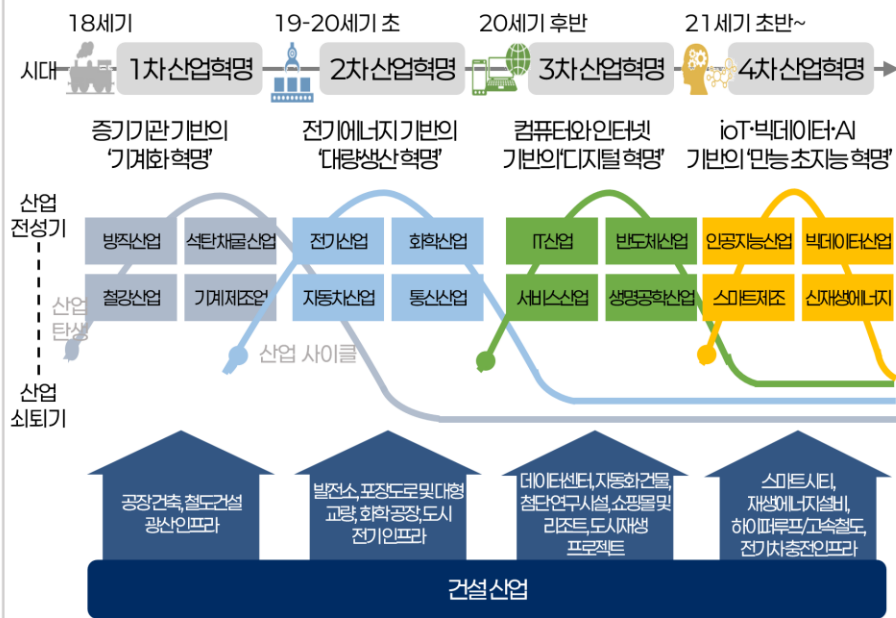 18세기
19-20세기 초
20세기 후반
21세기 초반~
시대
1차 산업혁명
2차 산업혁명
3차 산업혁명
4차 산업혁명
증기기관 기반의
'기계화 혁명'
전기에너지 기반의
'대량생산 혁명'
컴퓨터와 인터넷
기반의 '디지털 혁명'
ioT·빅데이터·AI
기반의 '만능 초지능 혁명'
산업
전성기
방직산업
석탄채굴산업
전기산업
화학산업
IT산업
반도체산업
인공지능산업
빅데이터산업
철강산업
기계제조업
자동차산업
통신산업
서비스산업
생명공학산업
스마트제조
신재생에너지
산업
탄생
산업 사이클
산업
쇠퇴기
공장 건축, 철도건설
광산인프라
발전소, 포장도로 및 대형
교량, 화학 공장, 도시
전기 인프라
데이터센터, 자동화 건물,
첨단 연구 시설, 쇼핑몰 및
리조트, 도시재생
프로젝트
스마트시티,
재생에너지설비,
하이퍼루프/고속철도,
전기차충전인프라
건설 산업